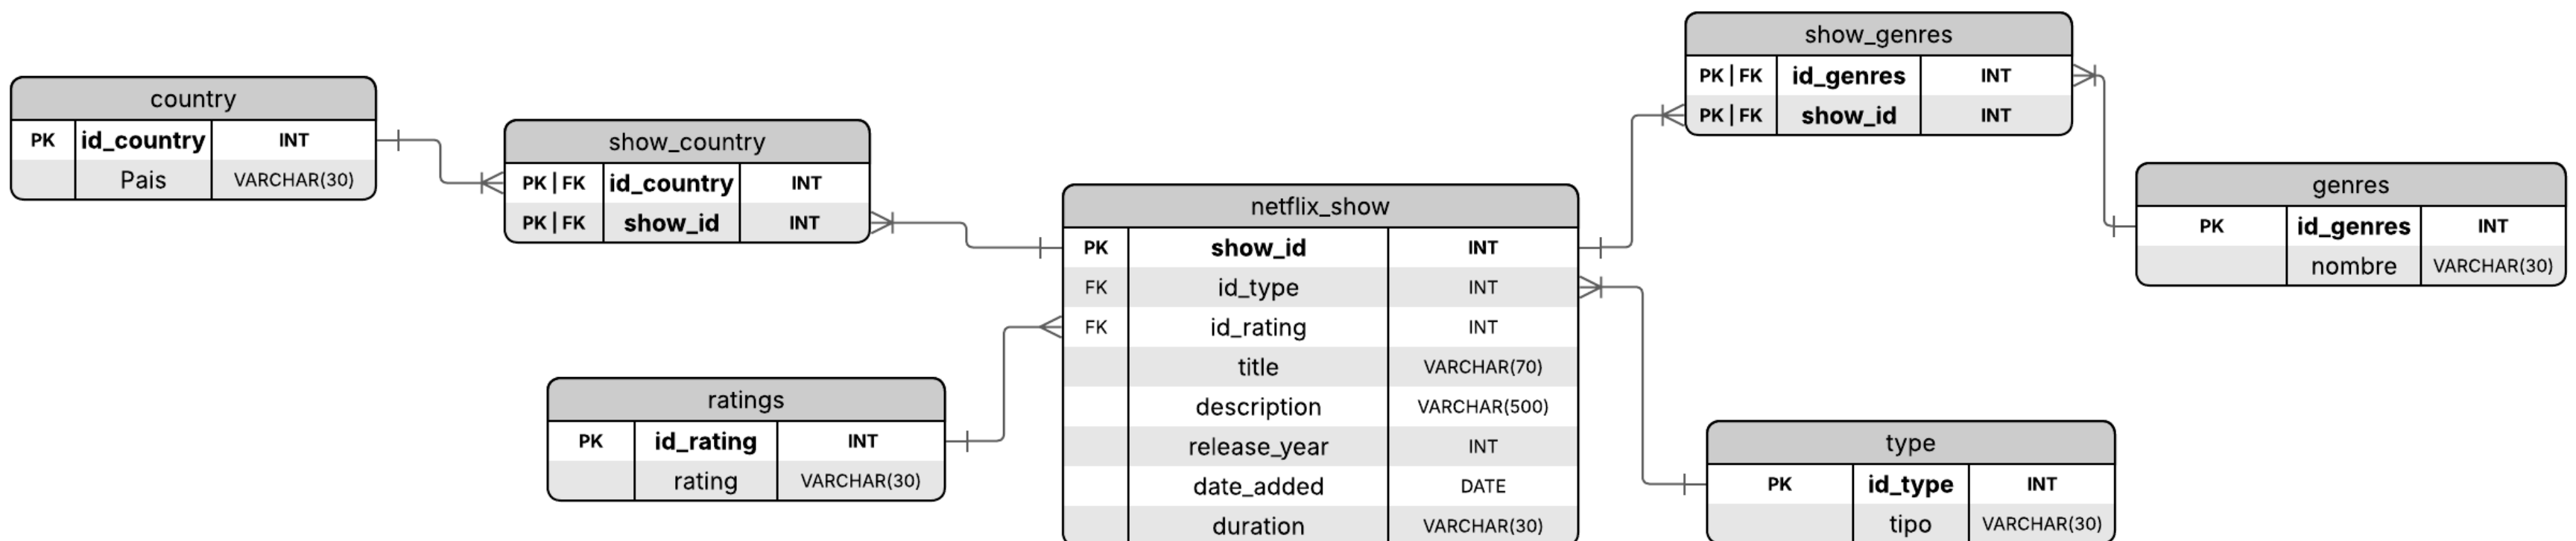 country
PK id_country INT
Pais VARCHAR(30)
show_country
PK | FK id_country INT
PK | FK show_id INT
ratings
PK id_rating INT
rating VARCHAR(30)
netflix_show
PK show_id INT
FK id_type INT
FK id_rating INT
title VARCHAR(70)
description VARCHAR(500)
release_year INT
date_added DATE
duration VARCHAR(30)
show_genres
PK | FK id_genres INT
PK | FK show_id INT
genres
PK id_genres INT
nombre VARCHAR(30)
type
PK id_type INT
tipo VARCHAR(30)